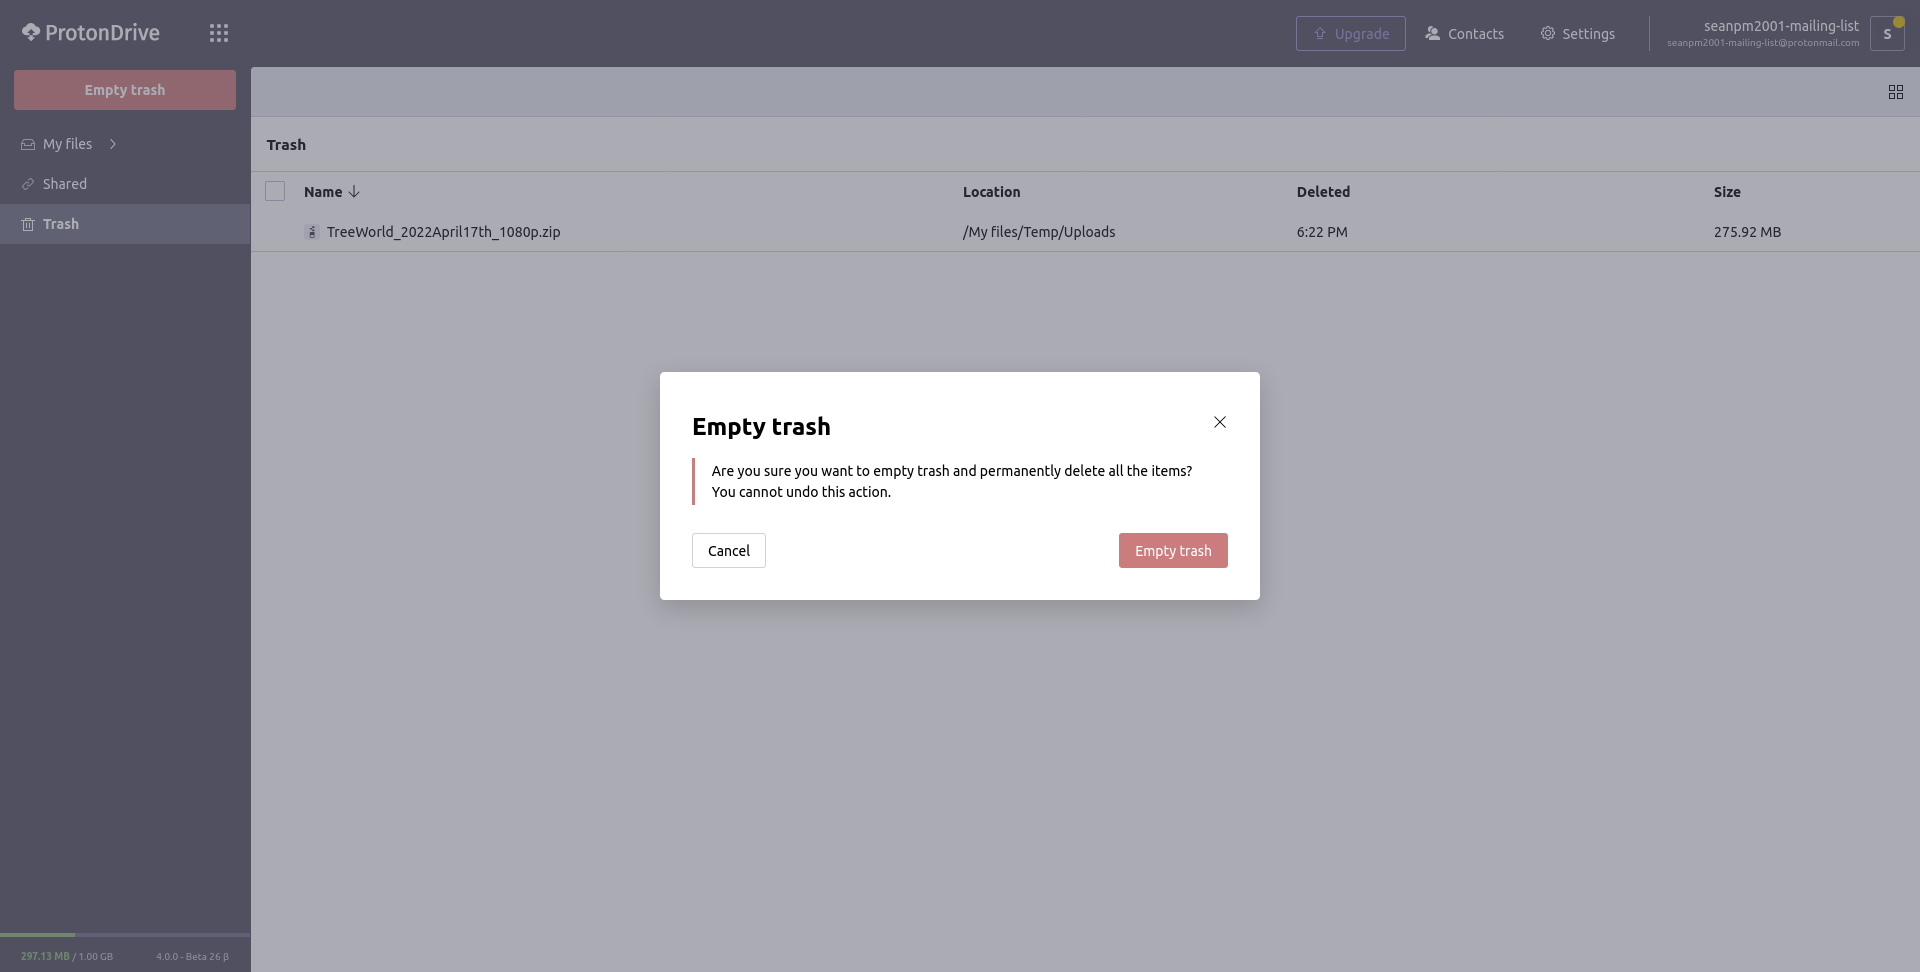 ProtonDrive
Upgrade
Contacts
Settings
seanpm2001-mailing-list
seanpm2001-mailing-list@protonmail.com
S
Empty trash
My files
Shared
Trash
Trash
Name Location Deleted Size
TreeWorld_2022April17th_1080p.zip /My files/Temp/Uploads 6:22 PM 275.92 MB
Empty trash
Are you sure you want to empty trash and permanently delete all the items?
You cannot undo this action.
Cancel
Empty trash
297.13 MB / 1.00 GB
4.0.0 - Beta 26 β